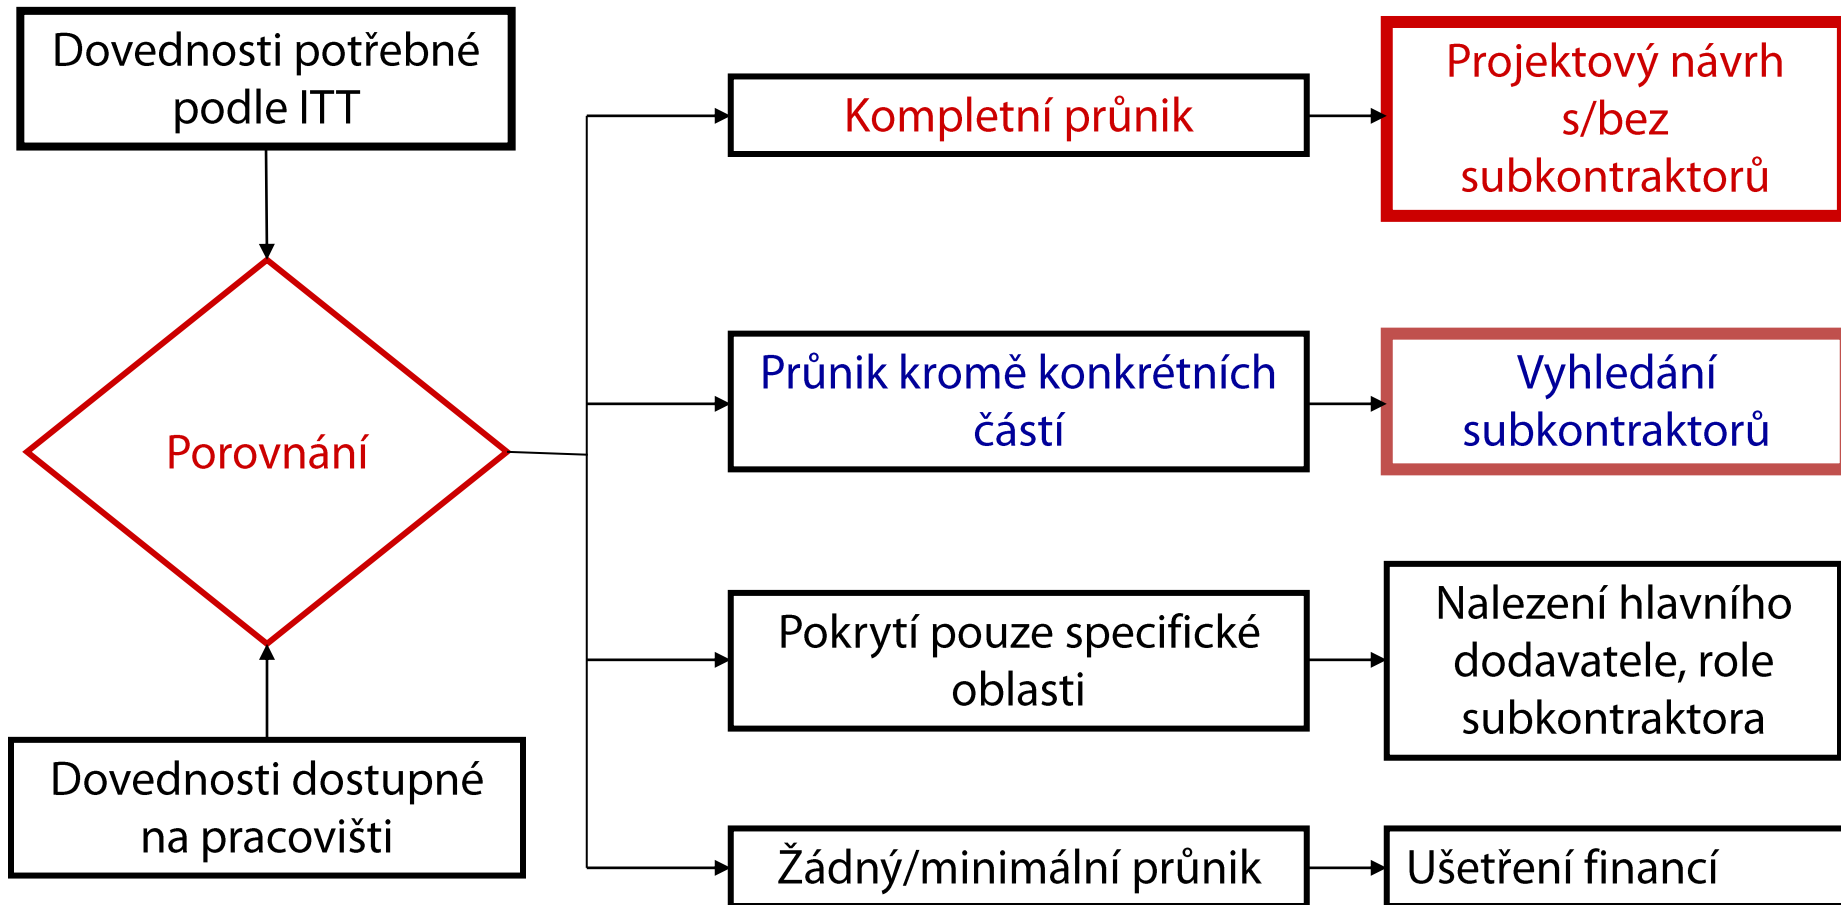 Dovednosti potřebné
podle ITT
Porovnání
Dovednosti dostupné
na pracovišti
Kompletní průnik
Projektový návrh
s/bez
subkontraktorů
Průnik kromě konkrétních
částí
Vyhledání
subkontraktorů
Pokrytí pouze specifické
oblasti
Nalezení hlavního
dodavatele, role
subkontraktora
Žádný/minimální průnik
Ušetření financí